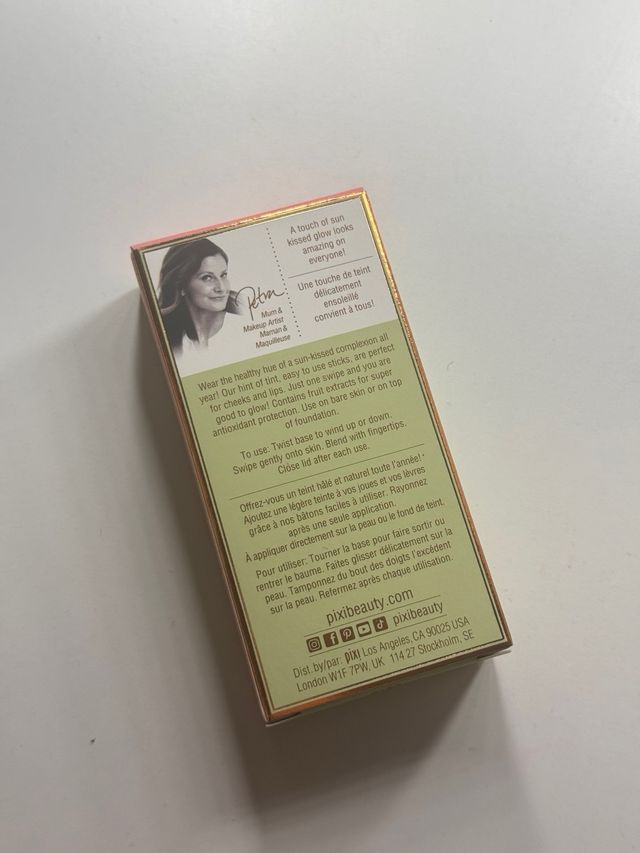 Petra
Mum &
Makeup Artist
Maman &
Maquilleuse
A touch of sun
kissed glow looks
amazing on
everyone!
Une touche de teint
délicatement
ensoleillé
convient à tous!
Wear the healthy hue of a sun-kissed complexion all
year! Our hint of tint, easy to use sticks, are perfect
for cheeks and lips. Just one swipe and you are
good to glow! Contains fruit extracts for super
antioxidant protection. Use on bare skin or on top
of foundation.
To use: Twist base to wind up or down.
Swipe gently onto skin. Blend with fingertips.
Close lid after each use.
Offrez-vous un teint hâlé et naturel toute l'année!
Ajoutez une légère teinte à vos joues et vos lèvres
grâce à nos bâtons faciles à utiliser. Rayonnez
après une seule application.
À appliquer directement sur la peau ou le fond de teint.
Pour utiliser: Tourner la base pour faire sortir ou
rentrer le baume. Faites glisser délicatement sur la
peau. Tamponnez du bout des doigts l'excédent
sur la peau. Refermez après chaque utilisation.
pixibeauty.com
pixibeauty
Dist. by/par: pixi Los Angeles, CA 90025 USA
London W1F 7PW, UK 114 27 Stockholm, SE